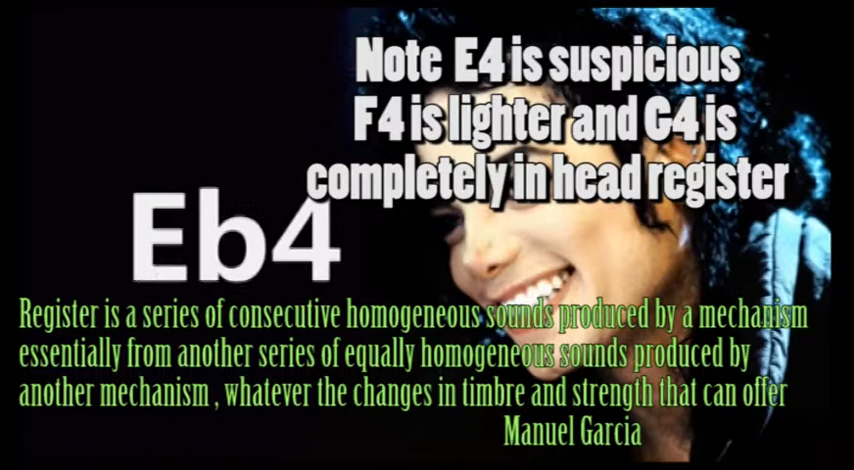 Note E4 is suspicious
F4 is lighter and G4 is
completely in head register
Eb4
Register is a series of consecutive homogeneous sounds produced by a mechanism
essentially from another series of equally homogeneous sounds produced by
another mechanism , whatever the changes in timbre and strength that can offer
Manuel Garcia